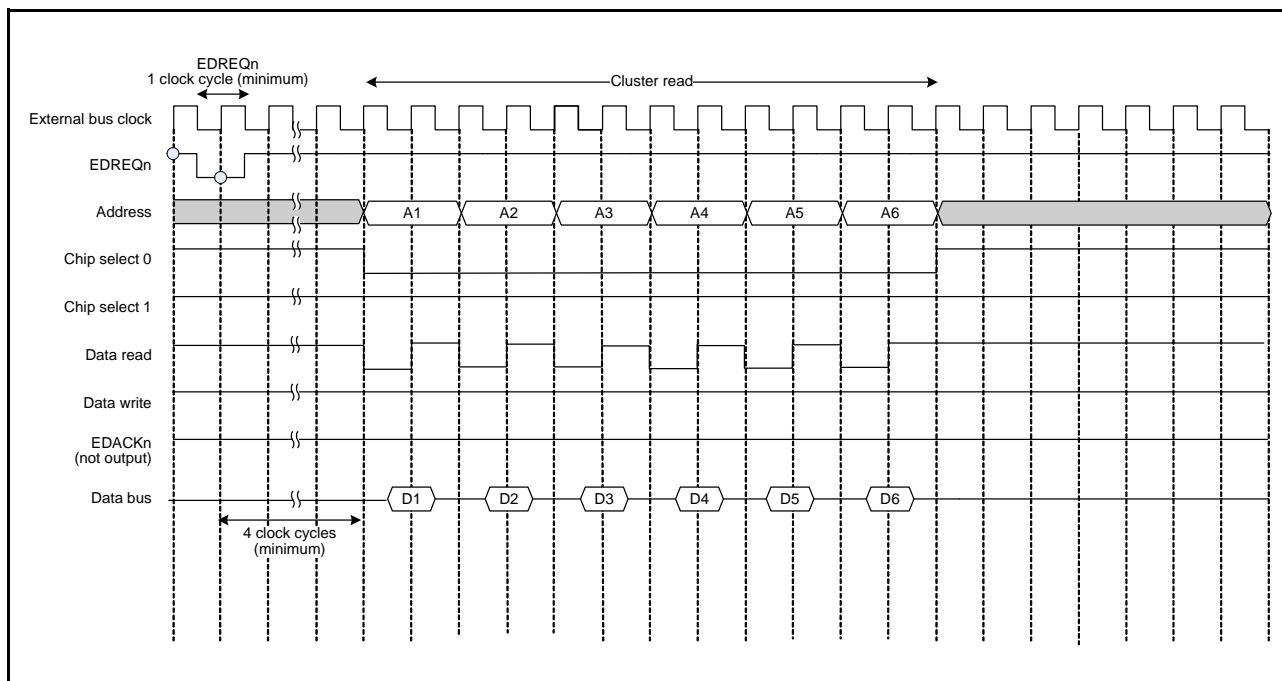 EDREQn
1 clock cycle (minimum)
Cluster read
External bus clock
EDREQn
Address
A1
A2
A3
A4
A5
A6
Chip select 0
Chip select 1
Data read
Data write
EDACKn
(not output)
Data bus
D1
D2
D3
D4
D5
D6
4 clock cycles
(minimum)